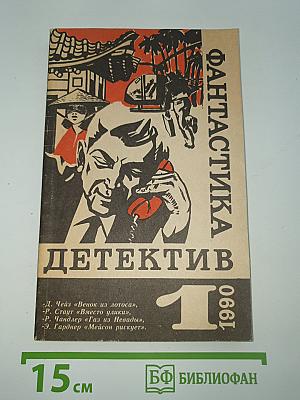 ФАНТАСТИКА
ДЕТЕКТИВ
1
1990
-Д. Чейз «Венок из лотоса»,
-Р. Стаут «Вместо улики»,
-Р. Чандлер «Газ из Невады»,
-Э. Гарднер «Мейсон рискует».
15 см
БФ БИБЛИОФАН